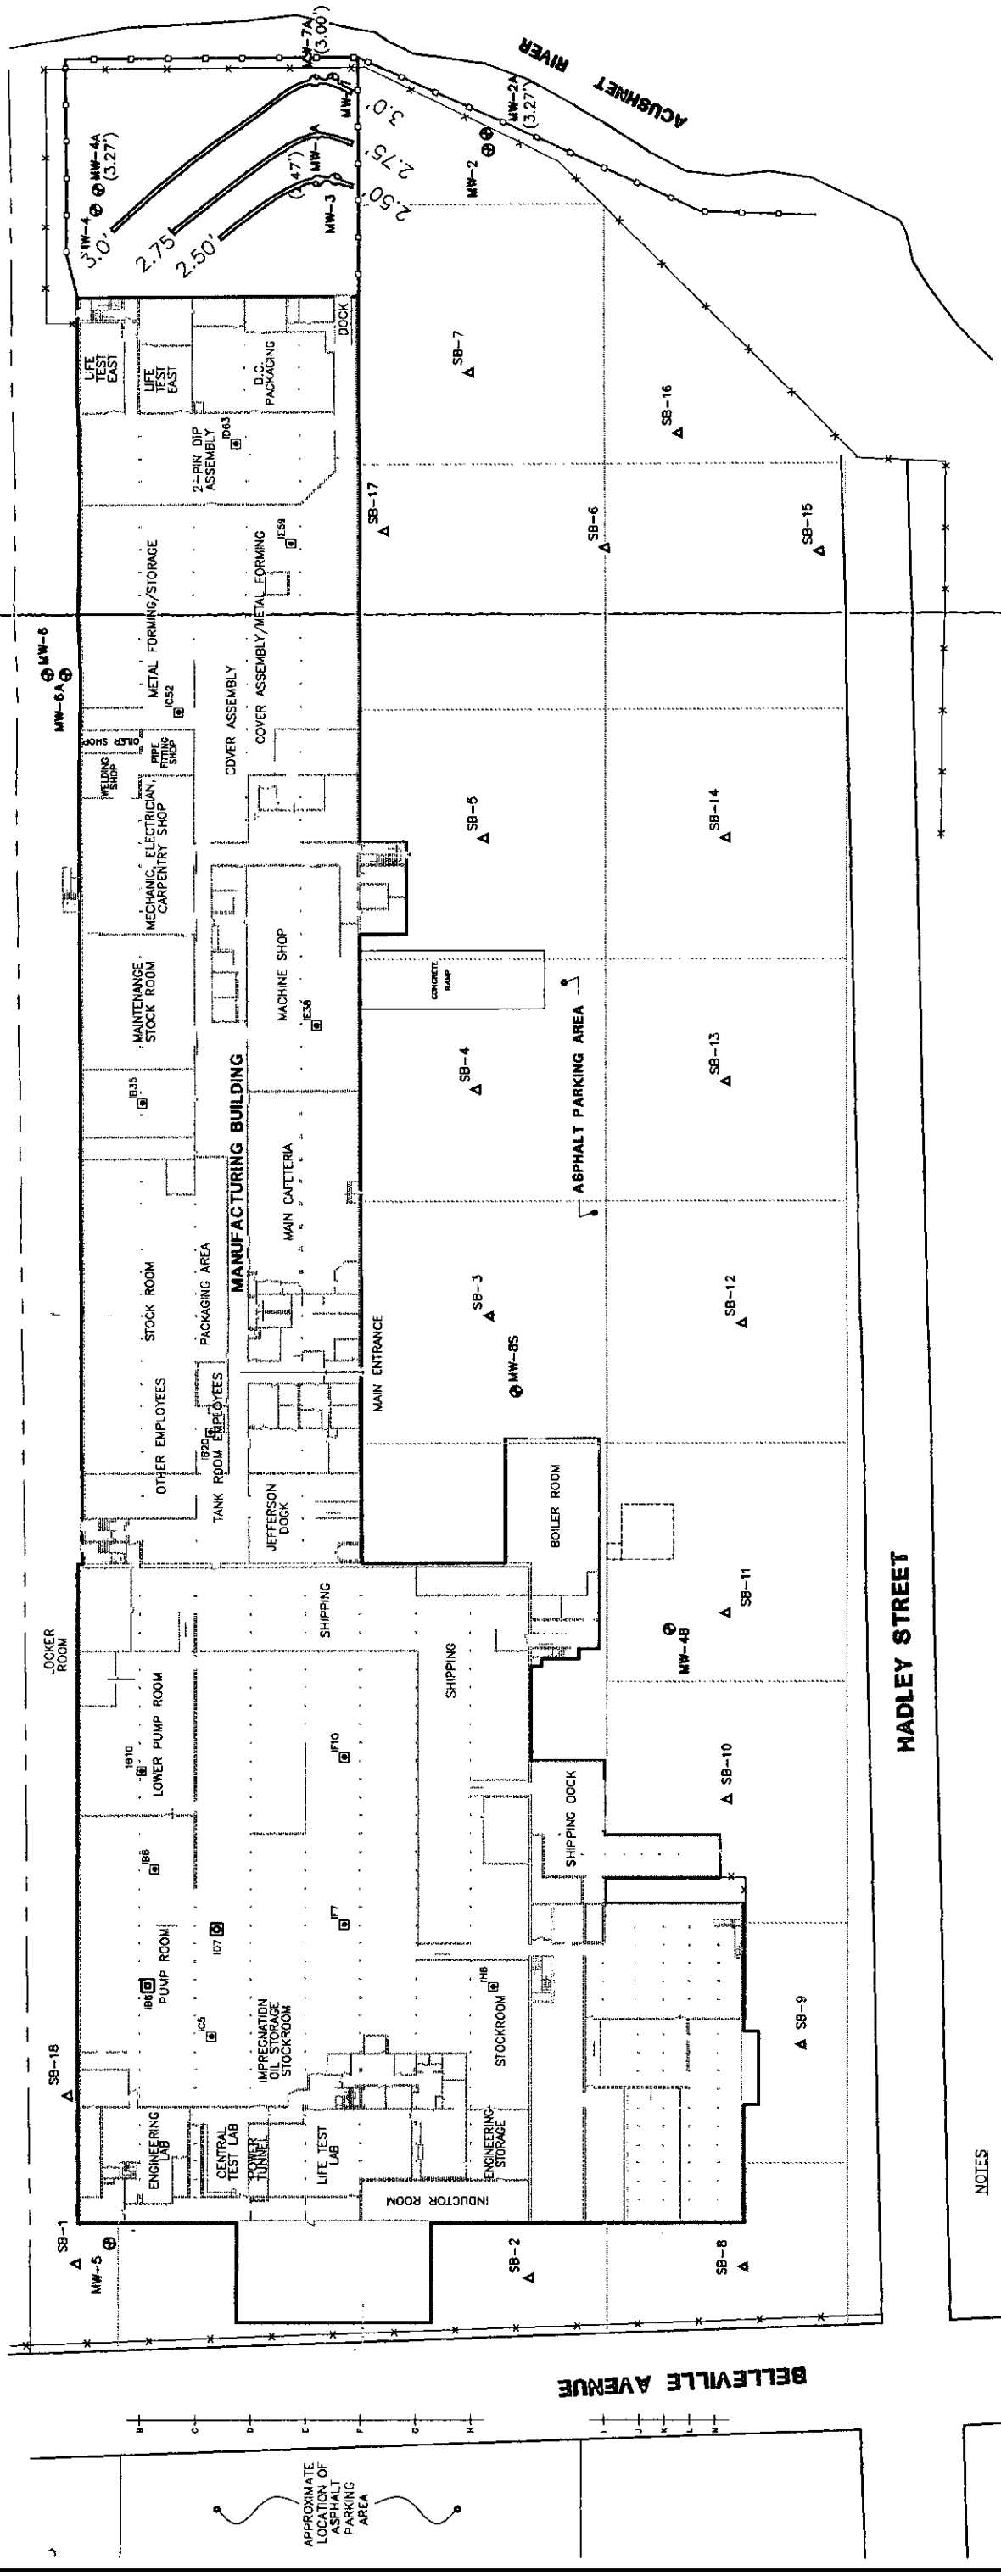 ACUSHNET
RIVER
MW-7A
(3.00')
MW-4
MW-4A
(3.27')
3.0'
2.75'
2.50'
MW-3
3.0'
2.75'
2.50'
MW-2
MW-2A
(3.27')
LIFE
TEST
EAST
LIFE
TEST
EAST
D.C.
PACKAGING
DOCK
2-PIN DIP
ASSEMBLY
ID63
SB-7
SB-16
SB-17
SB-6
SB-15
IE59
METAL FORMING/STORAGE
COVER ASSEMBLY
COVER ASSEMBLY/METAL FORMING
MW-6
MW-6A
IC52
OILER SHOP
WELDING
SHOP
PIPE
FITTING
SHOP
MECHANIC, ELECTRICIAN,
CARPENTRY SHOP
SB-5
SB-14
MAINTENANCE
STOCK ROOM
MACHINE SHOP
IE38
CONCRETE
RAMP
ASPHALT PARKING AREA
SB-4
SB-13
IB35
MANUFACTURING BUILDING
MAIN CAFETERIA
STOCK ROOM
PACKAGING AREA
SB-3
SB-12
MW-8S
MAIN ENTRANCE
OTHER EMPLOYEES
IB20
TANK ROOM EMPLOYEES
JEFFERSON
DOCK
BOILER ROOM
SB-11
MW-4B
LOCKER
ROOM
SHIPPING
SHIPPING
LOWER PUMP ROOM
IB10
IF10
SB-10
SHIPPING DOCK
HADLEY STREET
IB8
ID7
IF7
IB6
PUMP ROOM
IC5
IH6
IMPREGNATION
OIL STORAGE
STOCKROOM
STOCKROOM
SB-9
SB-18
ENGINEERING
LAB
CENTRAL
TEST LAB
POWER
TUNNEL
LIFE TEST
LAB
ENGINEERING
STORAGE
INDUCTOR ROOM
SB-1
MW-5
SB-2
SB-8
NOTES
BELLEVILLE AVENUE
B
C
D
E
F
G
H
I
J
K
L
M
APPROXIMATE
LOCATION OF
ASPHALT
PARKING
AREA